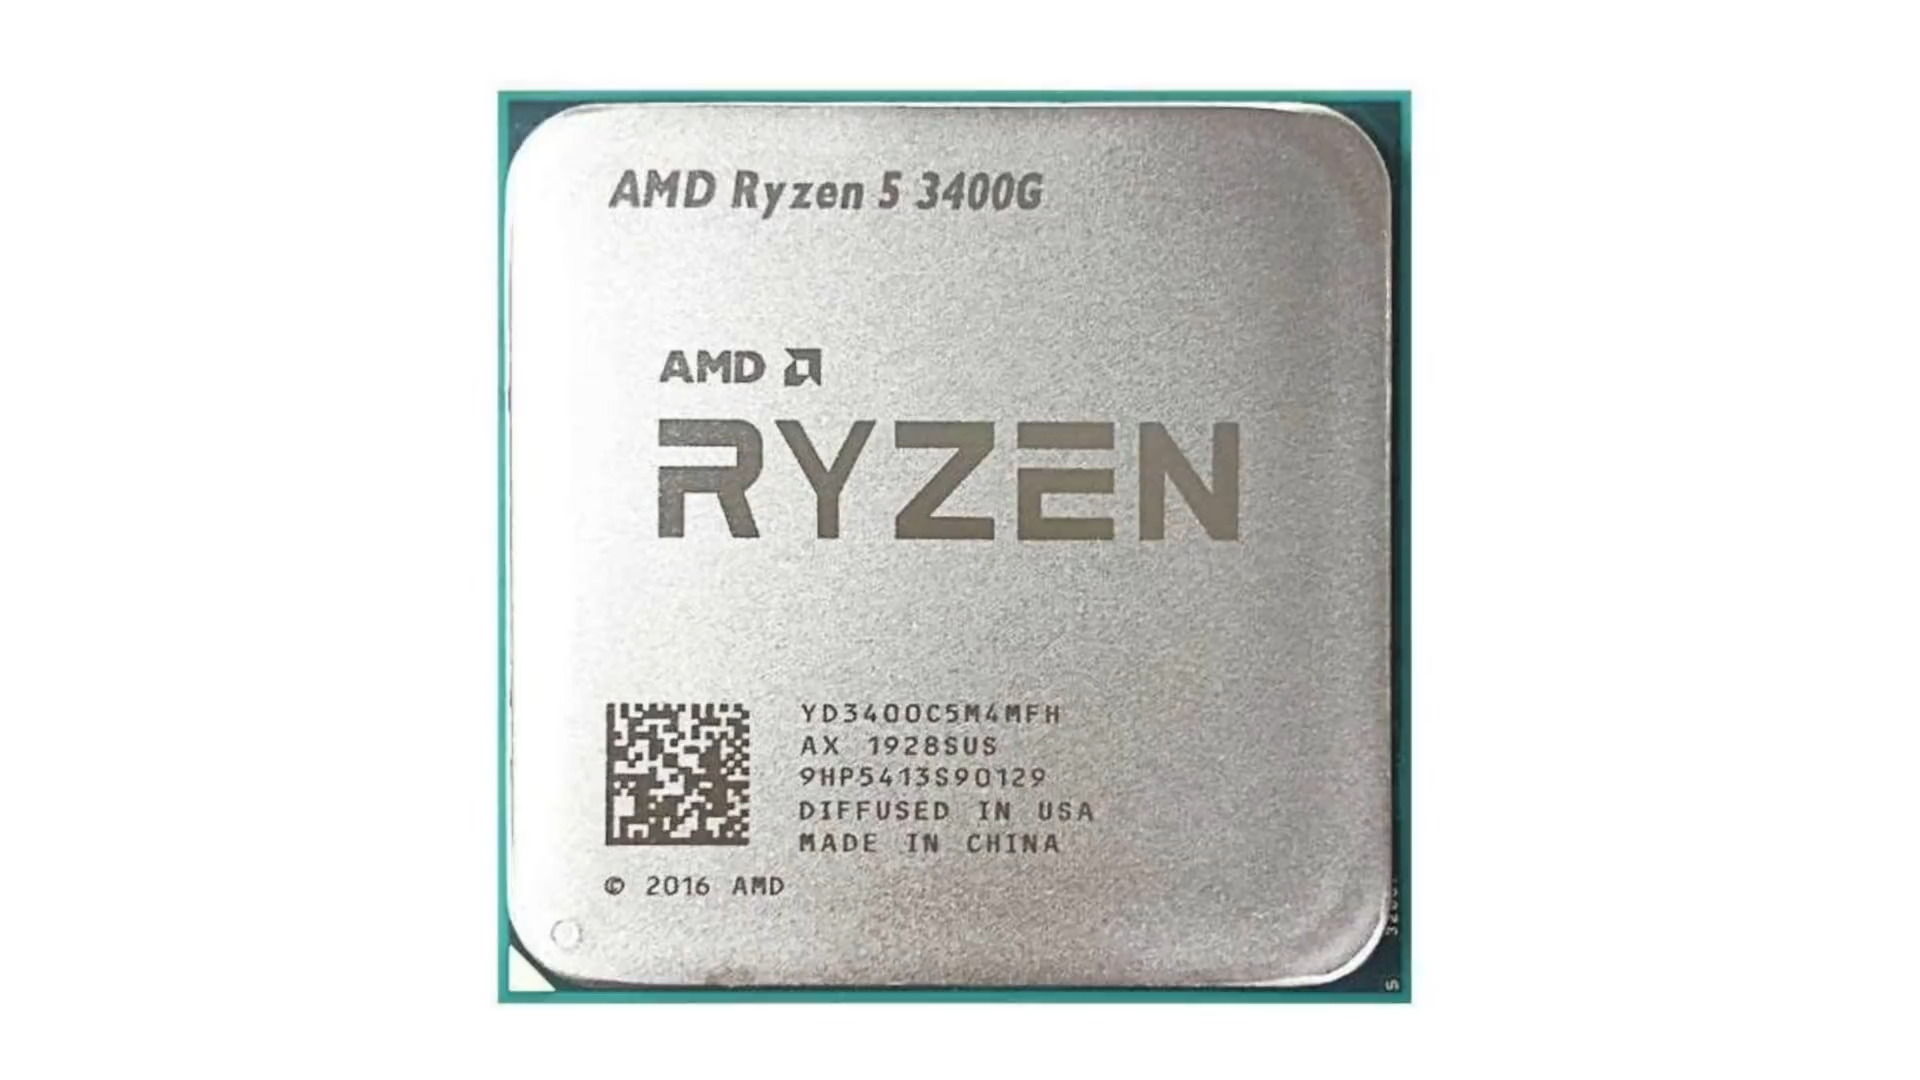 AMD Ryzen 5 3400G
AMD
RYZEN
YD3400C5M4MFH
AX 1928SUS
9HP5413S90129
DIFFUSED IN USA
MADE IN CHINA
© 2016 AMD